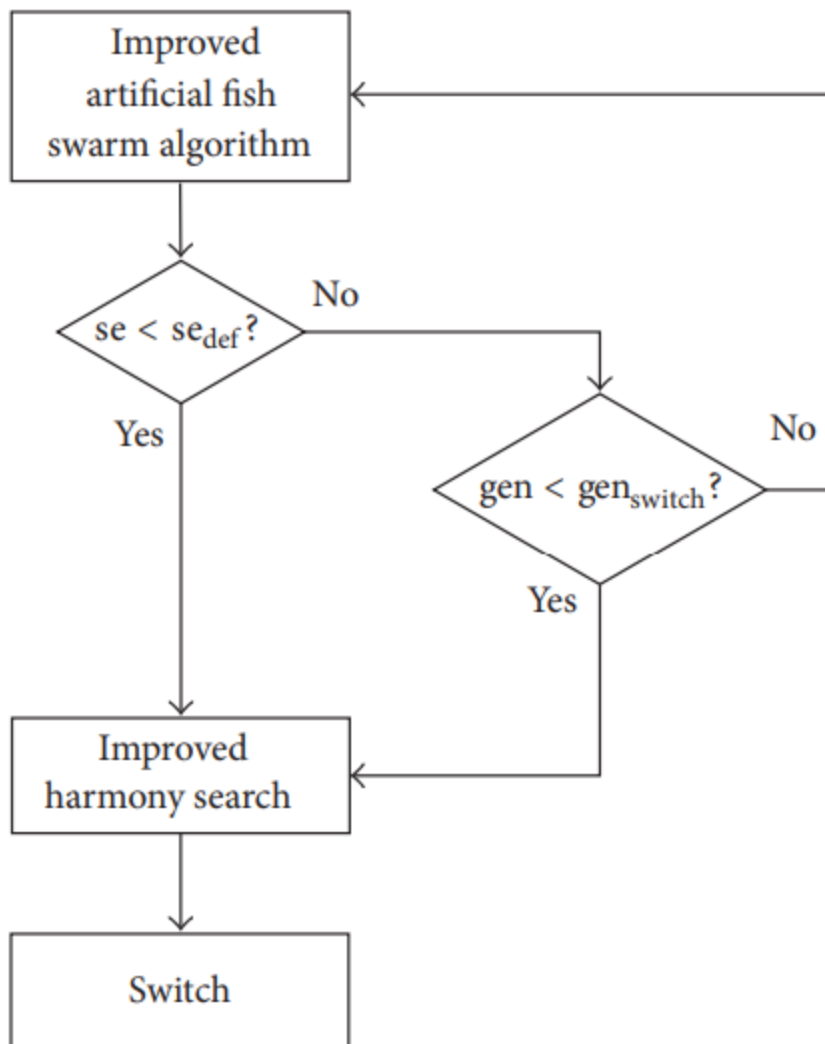 Improved
artificial fish
swarm algorithm
se < se_def?
No
Yes
gen < gen_switch?
No
Yes
Improved
harmony search
Switch